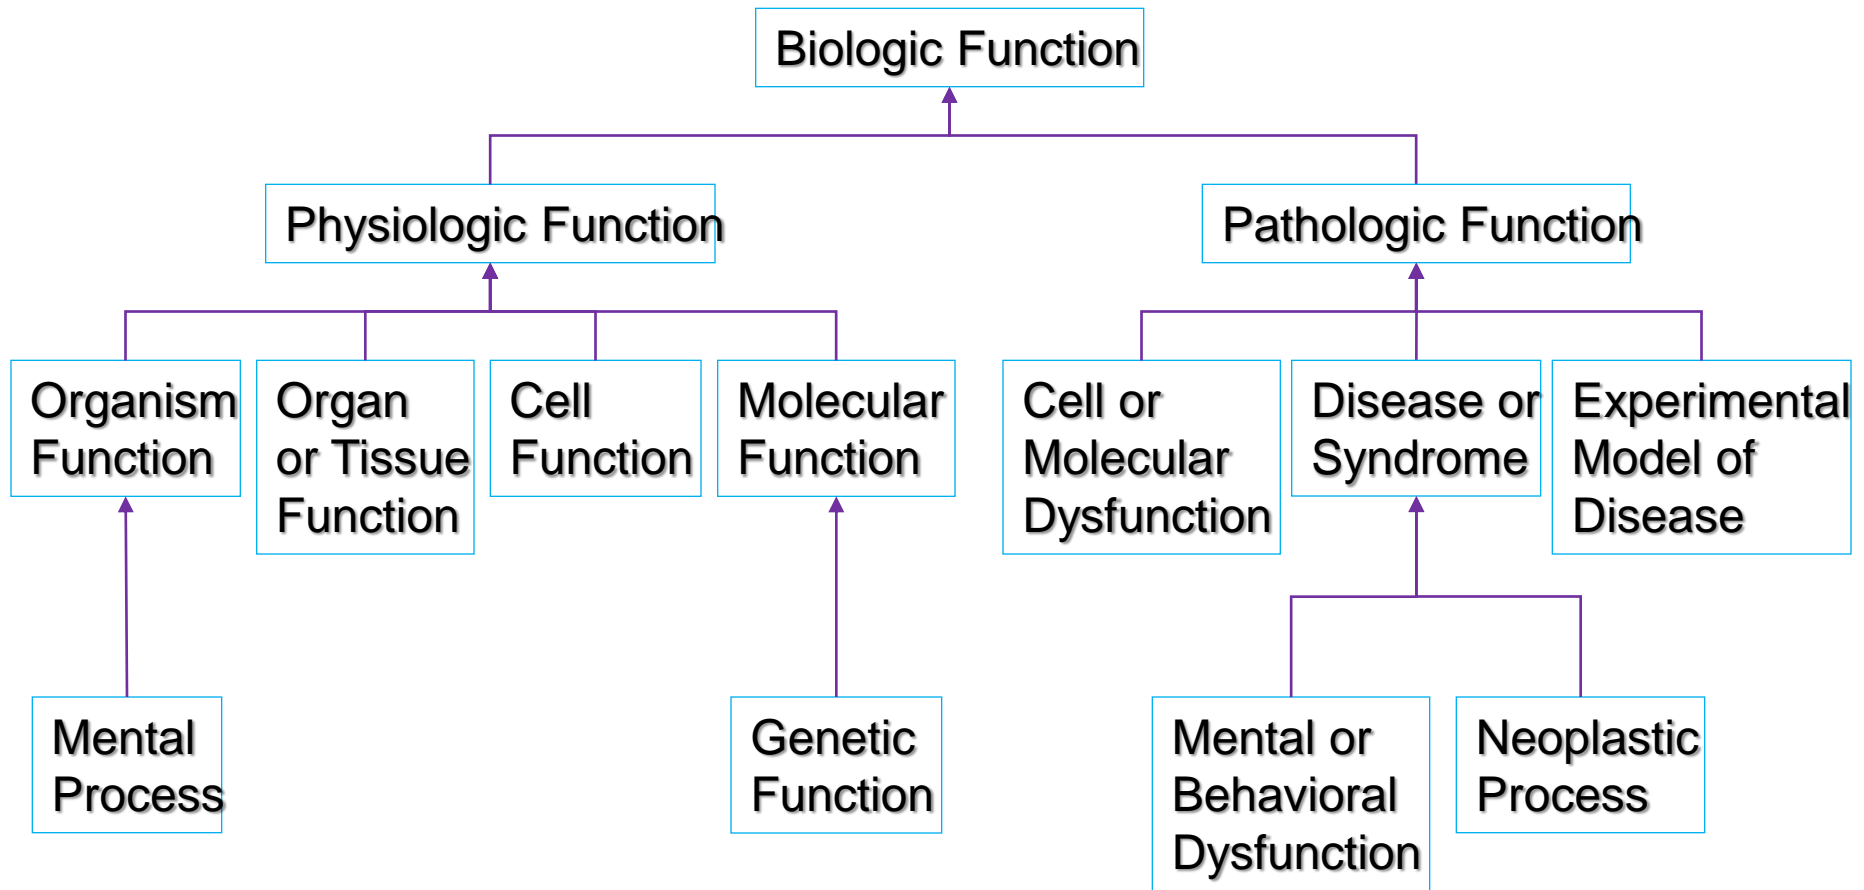 Biologic Function
Physiologic Function
Pathologic Function
Organism
Function
Organ
or Tissue
Function
Cell
Function
Molecular
Function
Cell or
Molecular
Dysfunction
Disease or
Syndrome
Experimental
Model of
Disease
Mental
Process
Genetic
Function
Mental or
Behavioral
Dysfunction
Neoplastic
Process